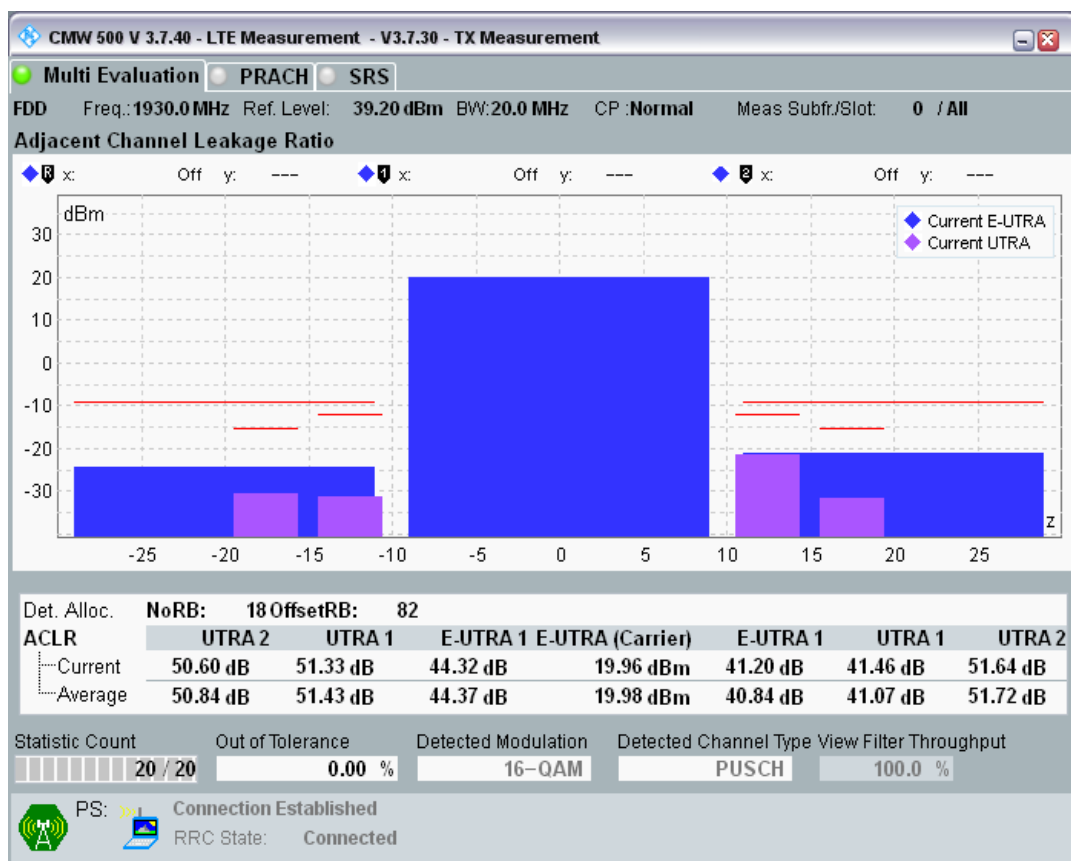 CMW 500 V 3.7.40 - LTE Measurement - V3.7.30 - TX Measurement
Multi Evaluation PRACH SRS
FDD Freq.: 1930.0 MHz Ref. Level: 39.20 dBm BW: 20.0 MHz CP : Normal Meas Subfr./Slot: 0 / All
Adjacent Channel Leakage Ratio
R x: Off y: --- 1 x: Off y: --- 2 x: Off y: ---
dBm
Current E-UTRA
Current UTRA
30
20
10
0
-10
-20
-30
z
-25 -20 -15 -10 -5 0 5 10 15 20 25
Det. Alloc. NoRB: 18 OffsetRB: 82
ACLR UTRA 2 UTRA 1 E-UTRA 1 E-UTRA (Carrier) E-UTRA 1 UTRA 1 UTRA 2
Current 50.60 dB 51.33 dB 44.32 dB 19.96 dBm 41.20 dB 41.46 dB 51.64 dB
Average 50.84 dB 51.43 dB 44.37 dB 19.98 dBm 40.84 dB 41.07 dB 51.72 dB
Statistic Count Out of Tolerance Detected Modulation Detected Channel Type View Filter Throughput
20 / 20 0.00 % 16-QAM PUSCH 100.0 %
PS: Connection Established
RRC State: Connected